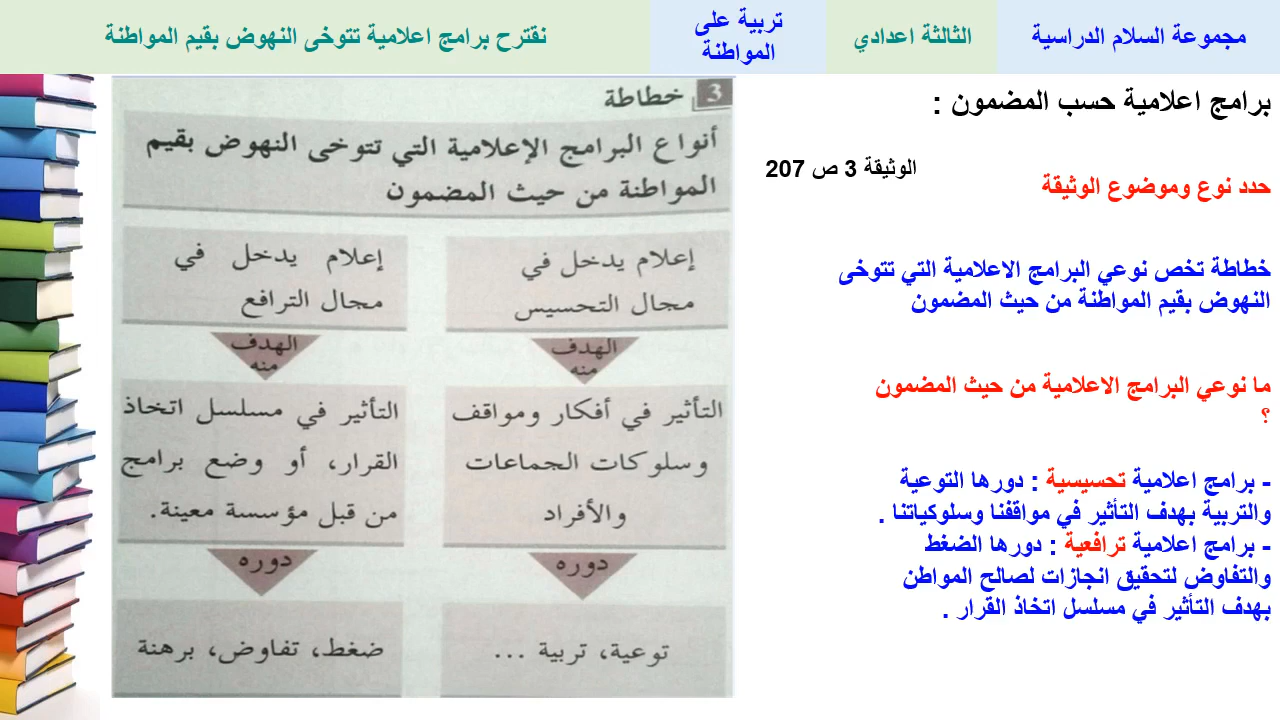 مجموعة السلام الدراسية
الثالثة اعدادي
تربية على
المواطنة
نقترح برامج اعلامية تتوخى النهوض بقيم المواطنة
برامج اعلامية حسب المضمون :
الوثيقة 3 ص 207
حدد نوع وموضوع الوثيقة
خطاطة تخص نوعي البرامج الاعلامية التي تتوخى
النهوض بقيم المواطنة من حيث المضمون
ما نوعي البرامج الاعلامية من حيث المضمون
؟
- برامج اعلامية تحسيسية : دورها التوعية
والتربية بهدف التأثير في مواقفنا وسلوكياتنا .
- برامج اعلامية ترافعية : دورها الضغط
والتفاوض لتحقيق انجازات لصالح المواطن
بهدف التأثير في مسلسل اتخاذ القرار .
3 خطاطة
أنواع البرامج الإعلامية التي تتوخى النهوض بقيم
المواطنة من حيث المضمون
إعلام يدخل في
مجال التحسيس
الهدف
منه
التأثير في أفكار ومواقف
وسلوكات الجماعات
والأفراد
دوره
توعية، تربية ...
إعلام يدخل في
مجال الترافع
الهدف
منه
التأثير في مسلسل اتخاذ
القرار، أو وضع برامج
من قبل مؤسسة معينة.
دوره
ضغط، تفاوض، برهنة